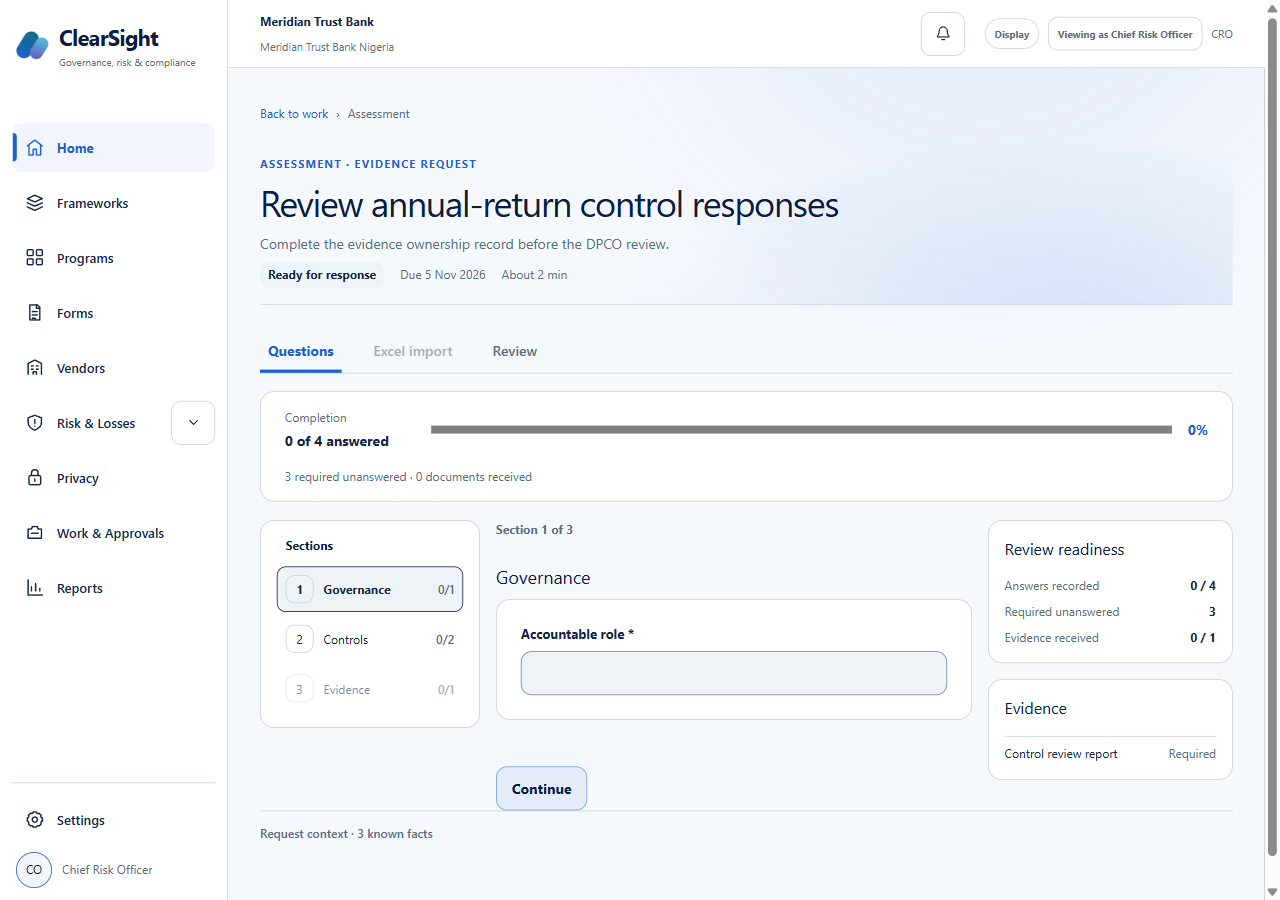 ClearSight
Governance, risk & compliance
Home
Frameworks
Programs
Forms
Vendors
Risk & Losses
Privacy
Work & Approvals
Reports
Settings
CO
Chief Risk Officer
Meridian Trust Bank
Meridian Trust Bank Nigeria
Display
Viewing as Chief Risk Officer
CRO
Back to work › Assessment
ASSESSMENT · EVIDENCE REQUEST
Review annual-return control responses
Complete the evidence ownership record before the DPCO review.
Ready for response Due 5 Nov 2026 About 2 min
Questions Excel import Review
Completion
0 of 4 answered
0%
3 required unanswered · 0 documents received
Sections
1 Governance 0/1
2 Controls 0/2
3 Evidence 0/1
Section 1 of 3
Governance
Accountable role *
Continue
Review readiness
Answers recorded 0 / 4
Required unanswered 3
Evidence received 0 / 1
Evidence
Control review report Required
Request context · 3 known facts